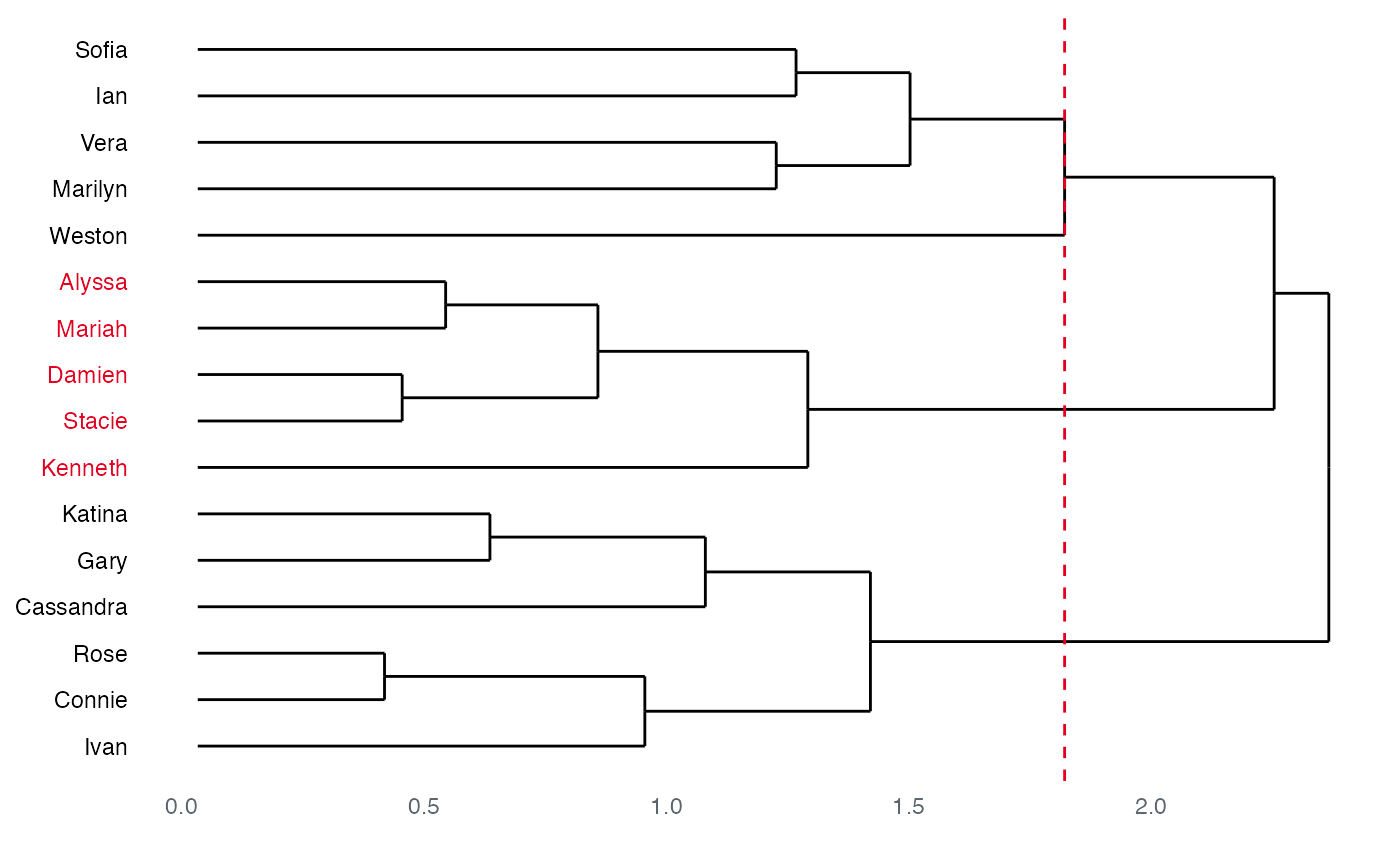 Sofia
Ian
Vera
Marilyn
Weston
Alyssa
Mariah
Damien
Stacie
Kenneth
Katina
Gary
Cassandra
Rose
Connie
Ivan
0.0 0.5 1.0 1.5 2.0